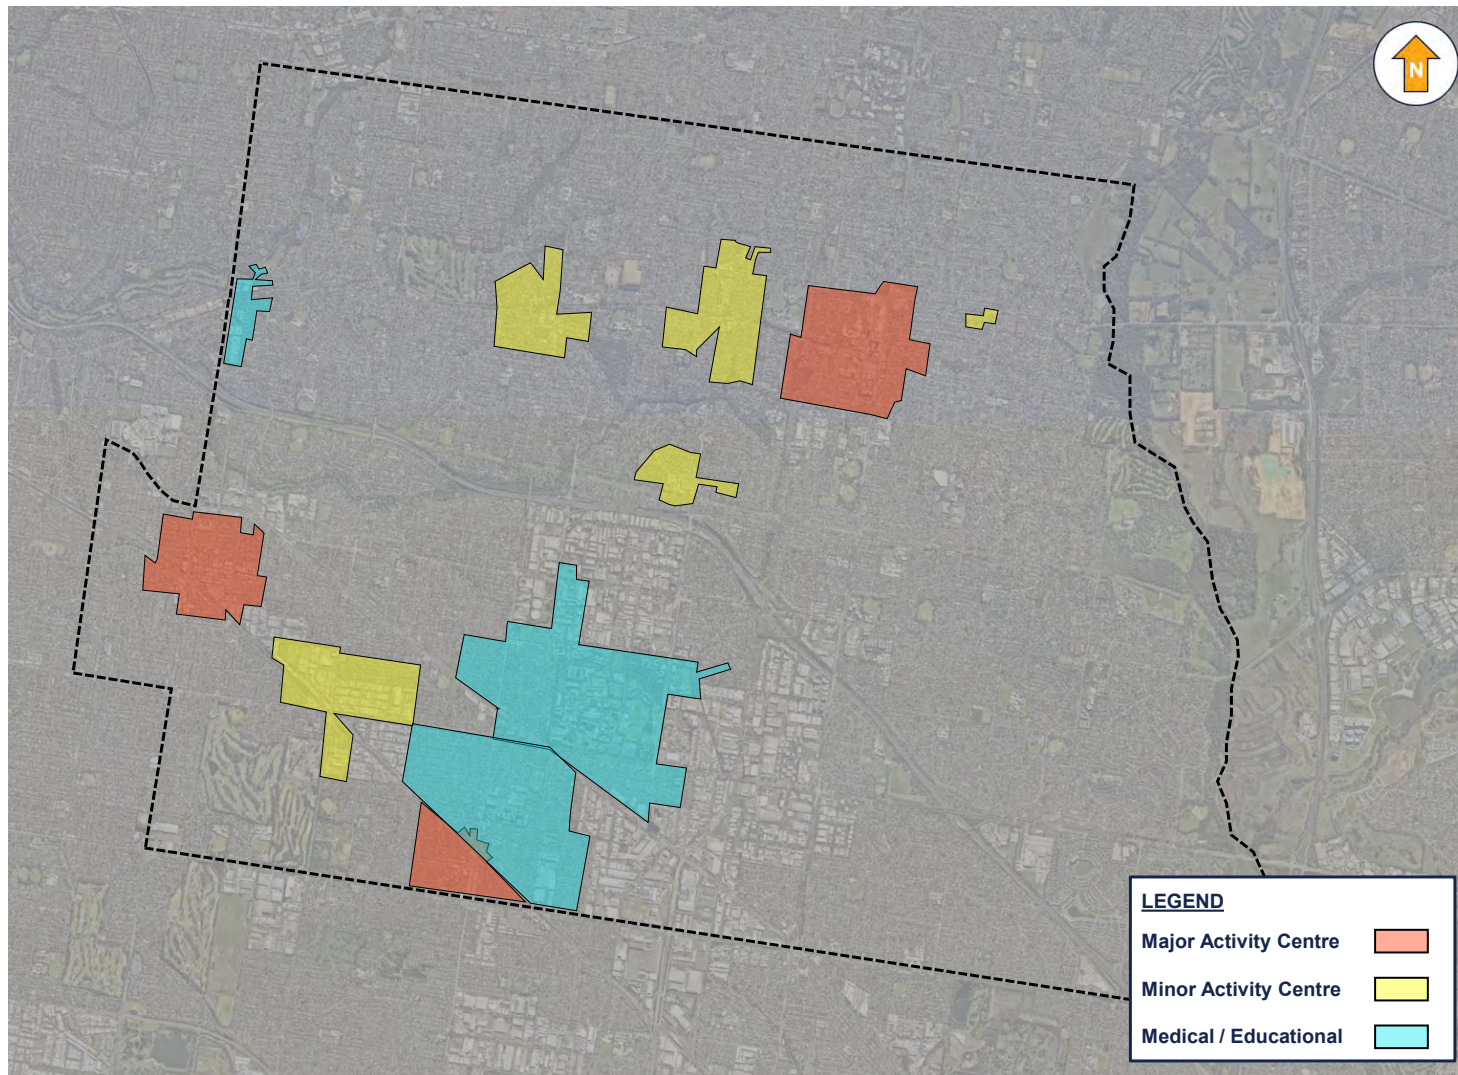 N
LEGEND
Major Activity Centre
Minor Activity Centre
Medical / Educational